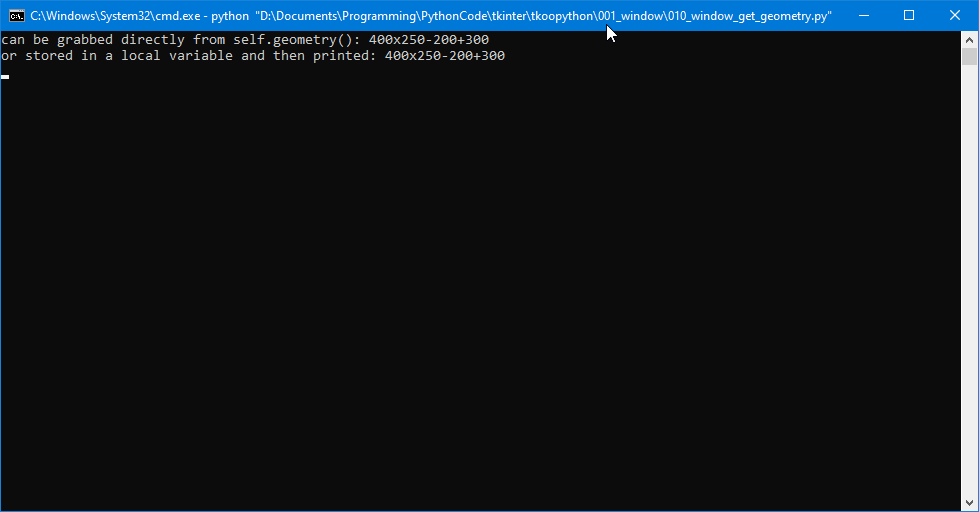 C:\Windows\System32\cmd.exe - python  "D:\Documents\Programming\PythonCode\tkinter\tkoopython\001_window\010_window_get_geometry.py"
can be grabbed directly from self.geometry(): 400x250-200+300
or stored in a local variable and then printed: 400x250-200+300